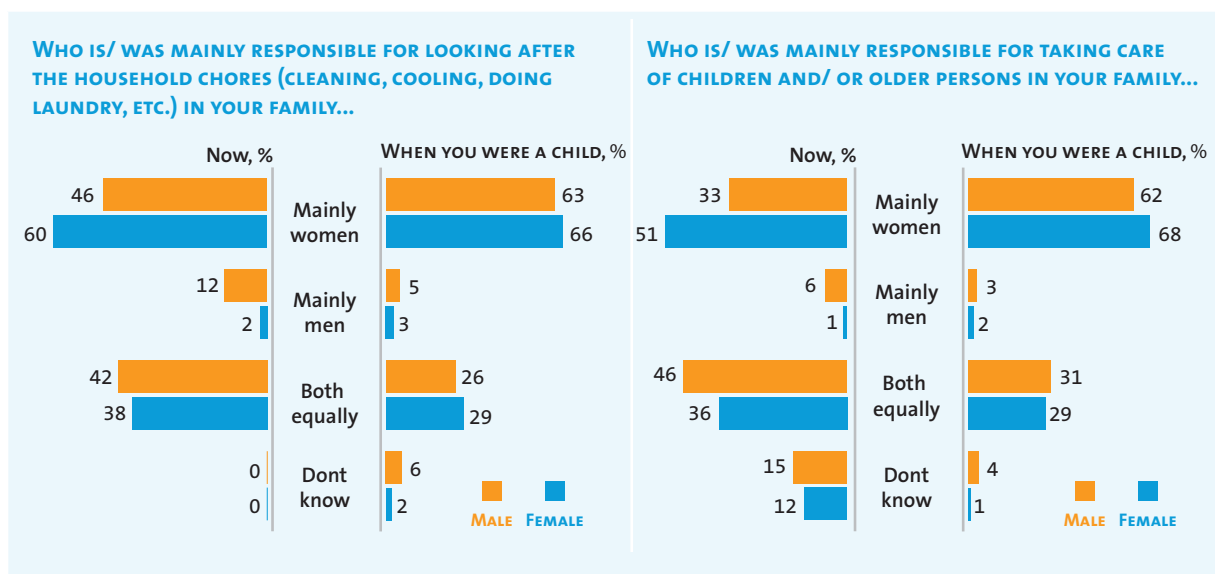 WHO IS/ WAS MAINLY RESPONSIBLE FOR LOOKING AFTER
THE HOUSEHOLD CHORES (CLEANING, COOLING, DOING
LAUNDRY, ETC.) IN YOUR FAMILY...
Now, %
WHEN YOU WERE A CHILD, %
46
Mainly
women
63
60
66
12
Mainly
men
5
2
3
42
Both
equally
26
38
29
0
Dont
know
6
0
2
MALE FEMALE
WHO IS/ WAS MAINLY RESPONSIBLE FOR TAKING CARE
OF CHILDREN AND/ OR OLDER PERSONS IN YOUR FAMILY...
Now, %
WHEN YOU WERE A CHILD, %
33
Mainly
women
62
51
68
6
Mainly
men
3
1
2
46
Both
equally
31
36
29
15
Dont
know
4
12
1
MALE FEMALE